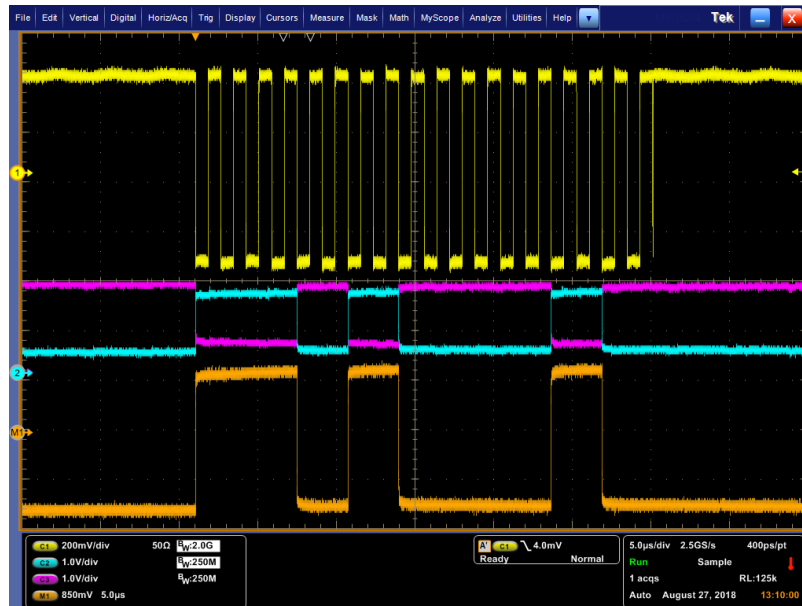 File Edit Vertical Digital Horiz/Acq Trig Display Cursors Measure Mask Math MyScope Analyze Utilities Help Tek X
1
2
M1
C1 200mV/div 50Ω BW:2.0G
C2 1.0V/div BW:250M
C3 1.0V/div BW:250M
M1 850mV 5.0µs
A' C1 4.0mV
Ready Normal
5.0µs/div 2.5GS/s 400ps/pt
Run Sample
1 acqs RL:125k
Auto August 27, 2018 13:10:00